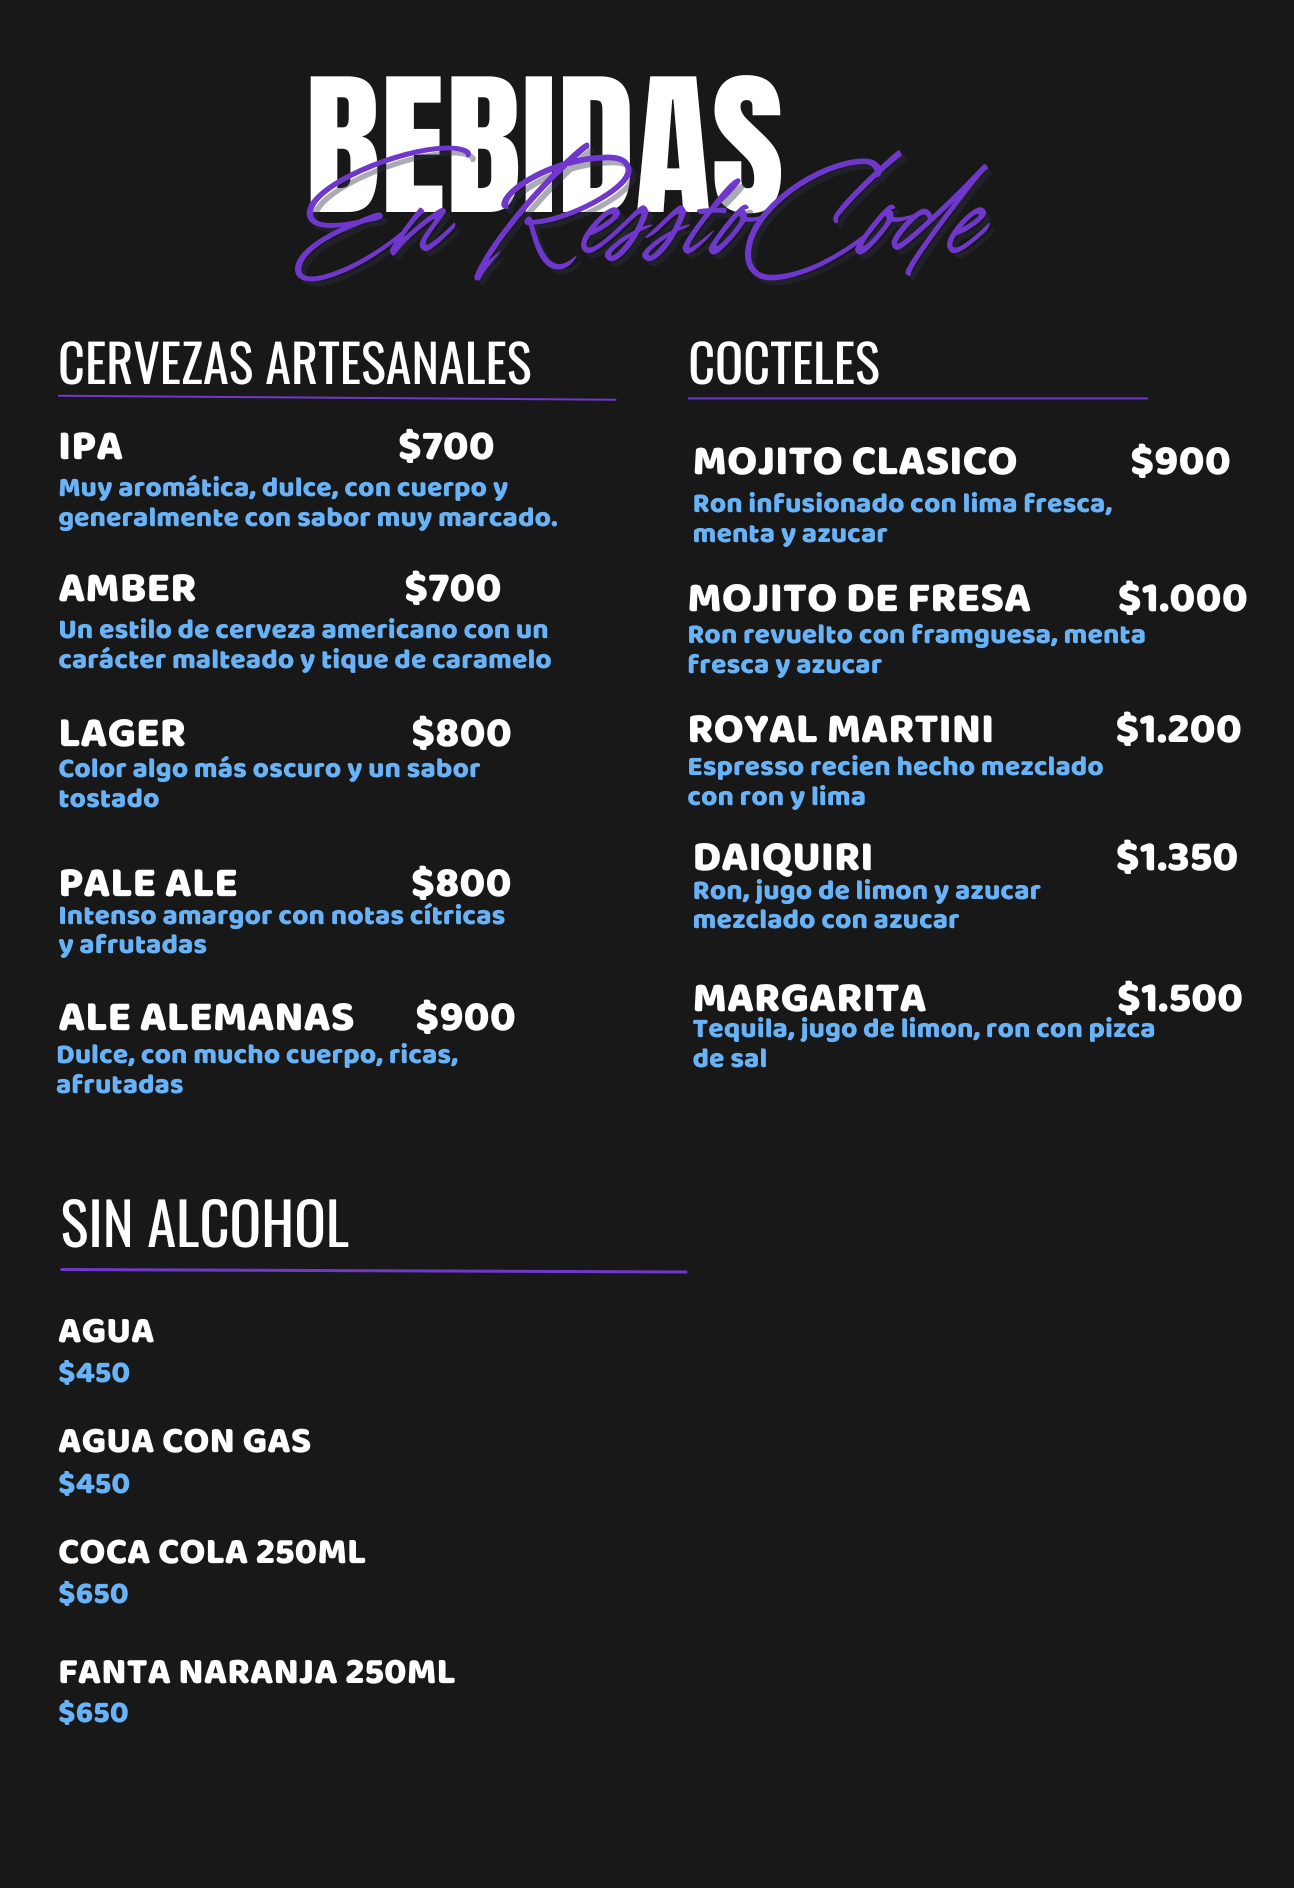 BEBIDAS
En ResstoCode
CERVEZAS ARTESANALES
IPA $700
Muy aromática, dulce, con cuerpo y
generalmente con sabor muy marcado.
AMBER $700
Un estilo de cerveza americano con un
carácter malteado y tique de caramelo
LAGER $800
Color algo más oscuro y un sabor
tostado
PALE ALE $800
Intenso amargor con notas cítricas
y afrutadas
ALE ALEMANAS $900
Dulce, con mucho cuerpo, ricas,
afrutadas
COCTELES
MOJITO CLASICO $900
Ron infusionado con lima fresca,
menta y azucar
MOJITO DE FRESA $1.000
Ron revuelto con framguesa, menta
fresca y azucar
ROYAL MARTINI $1.200
Espresso recien hecho mezclado
con ron y lima
DAIQUIRI $1.350
Ron, jugo de limon y azucar
mezclado con azucar
MARGARITA $1.500
Tequila, jugo de limon, ron con pizca
de sal
SIN ALCOHOL
AGUA
$450
AGUA CON GAS
$450
COCA COLA 250ML
$650
FANTA NARANJA 250ML
$650